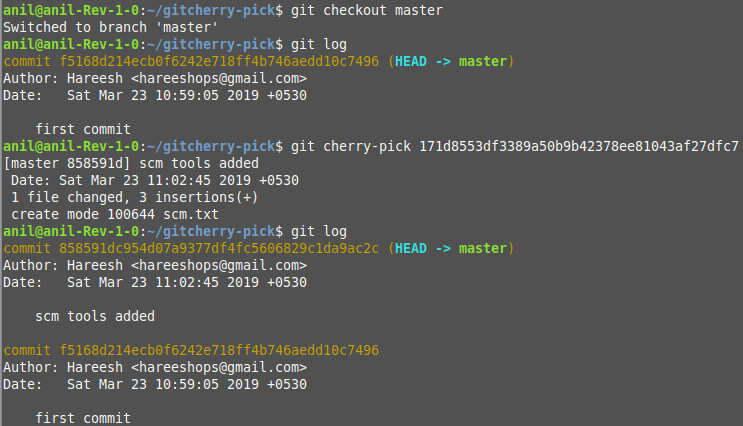 anil@anil-Rev-1-0:~/gitcherry-pick$ git checkout master
Switched to branch 'master'
anil@anil-Rev-1-0:~/gitcherry-pick$ git log
commit f5168d214ecb0f6242e718ff4b746aedd10c7496 (HEAD -> master)
Author: Hareesh <hareeshops@gmail.com>
Date:   Sat Mar 23 10:59:05 2019 +0530

    first commit
anil@anil-Rev-1-0:~/gitcherry-pick$ git cherry-pick 171d8553df3389a50b9b42378ee81043af27dfc7
[master 858591d] scm tools added
 Date: Sat Mar 23 11:02:45 2019 +0530
 1 file changed, 3 insertions(+)
 create mode 100644 scm.txt
anil@anil-Rev-1-0:~/gitcherry-pick$ git log
commit 858591dc954d07a9377df4fc5606829c1da9ac2c (HEAD -> master)
Author: Hareesh <hareeshops@gmail.com>
Date:   Sat Mar 23 11:02:45 2019 +0530

    scm tools added

commit f5168d214ecb0f6242e718ff4b746aedd10c7496
Author: Hareesh <hareeshops@gmail.com>
Date:   Sat Mar 23 10:59:05 2019 +0530

    first commit